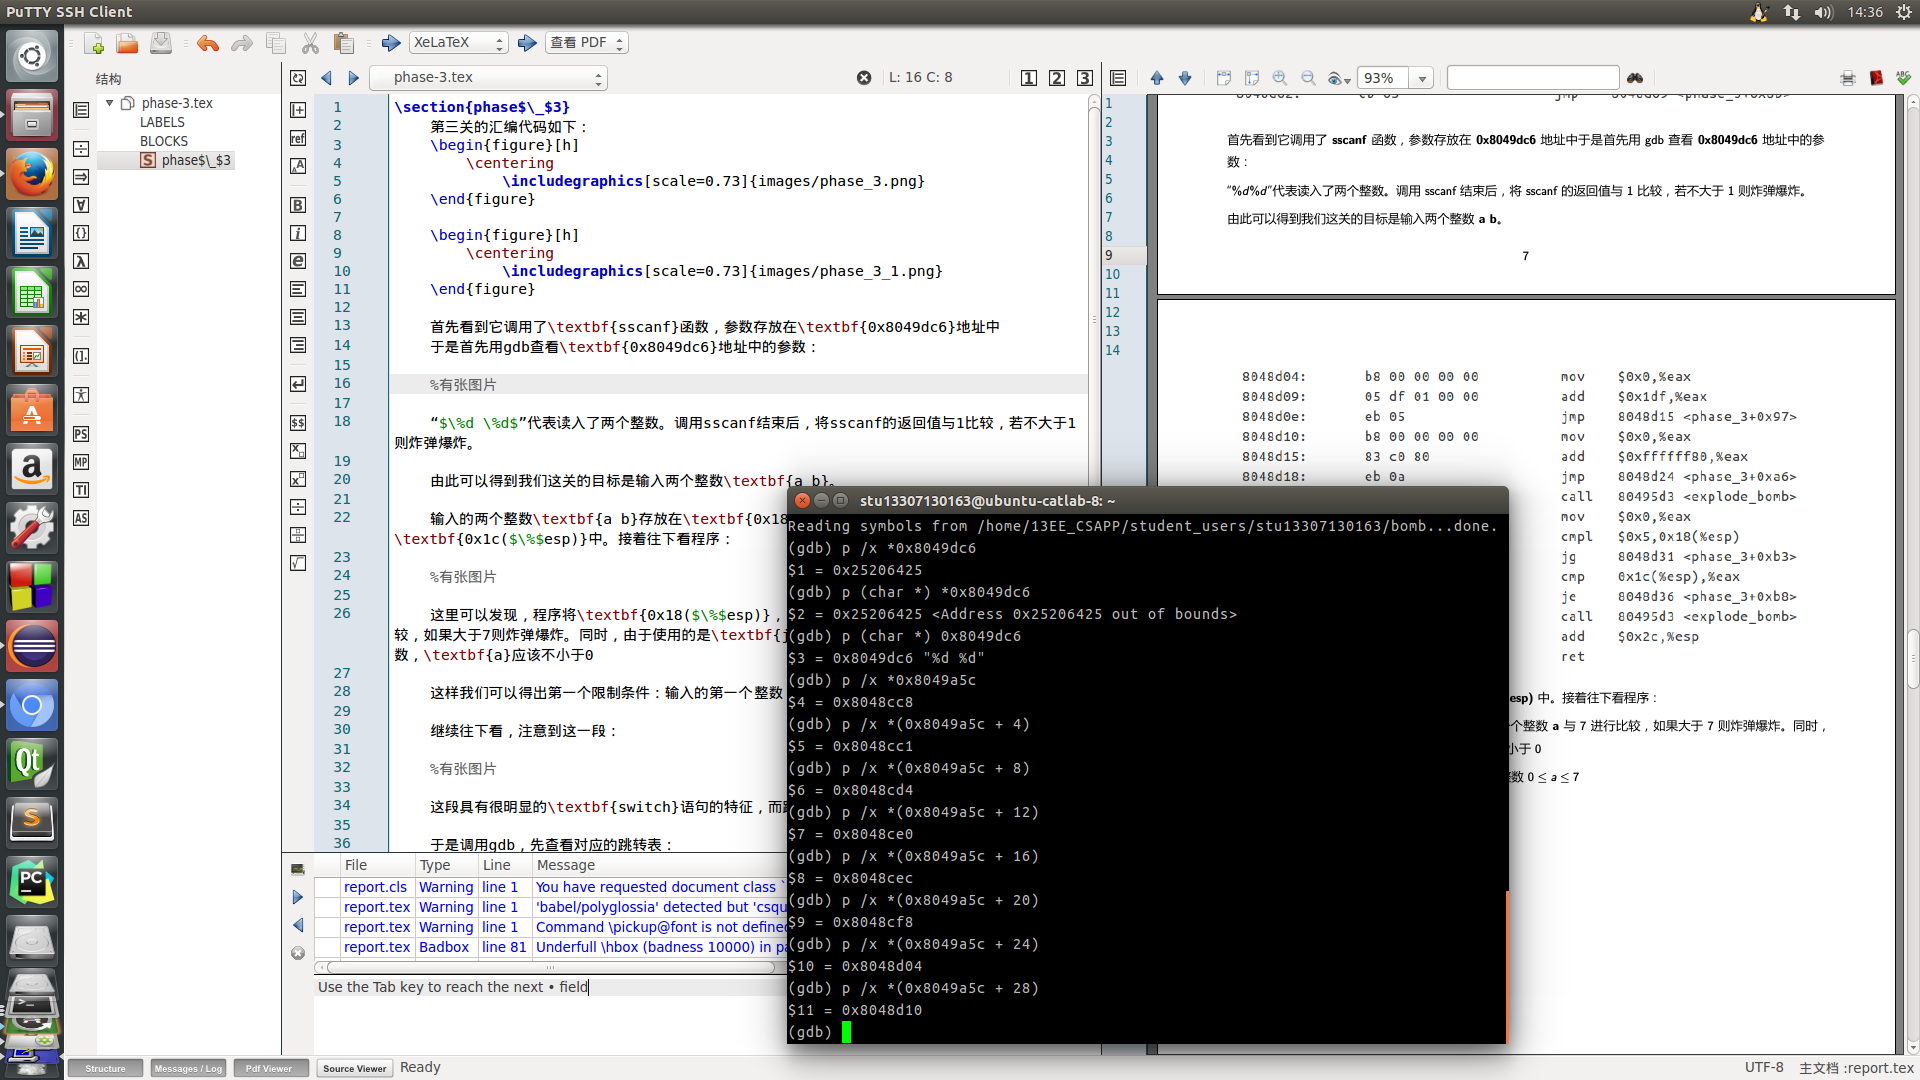 PuTTY SSH Client
14:36
XeLaTeX
查看 PDF
结构
phase-3.tex
LABELS
BLOCKS
phase$\_$3
phase-3.tex
L: 16 C: 8
1 2 3
93%
1 \section{phase$\_$3}
2 第三关的汇编代码如下：
3 \begin{figure}[h]
4 \centering
5 \includegraphics[scale=0.73]{images/phase_3.png}
6 \end{figure}
7
8 \begin{figure}[h]
9 \centering
10 \includegraphics[scale=0.73]{images/phase_3_1.png}
11 \end{figure}
12
13 首先看到它调用了\textbf{sscanf}函数，参数存放在\textbf{0x8049dc6}地址中
14 于是首先用gdb查看\textbf{0x8049dc6}地址中的参数：
15
16 %有张图片
17
18 “$\%d \%d$”代表读入了两个整数。调用sscanf结束后，将sscanf的返回值与1比较，若不大于1
则炸弹爆炸。
19
20 由此可以得到我们这关的目标是输入两个整数\textbf{a b}。
21
22 输入的两个整数\textbf{a b}存放在\textbf{0x18
\textbf{0x1c($\%$esp)}中。接着往下看程序：
23
24 %有张图片
25
26 这里可以发现，程序将\textbf{0x18($\%$esp)}，
较，如果大于7则炸弹爆炸。同时，由于使用的是\textbf{j
数，\textbf{a}应该不小于0
27
28 这样我们可以得出第一个限制条件：输入的第一个整数
29
30 继续往下看，注意到这一段：
31
32 %有张图片
33
34 这段具有很明显的\textbf{switch}语句的特征，而
35
36 于是调用gdb，先查看对应的跳转表：
File Type Line Message
report.cls Warning line 1 You have requested document class `
report.tex Warning line 1 'babel/polyglossia' detected but 'csqu
report.tex Warning line 1 Command \pickup@font is not defined
report.tex Badbox line 81 Underfull \hbox (badness 10000) in pa
Use the Tab key to reach the next • field
Structure
Messages / Log
Pdf Viewer
Source Viewer
Ready
UTF-8
主文档 :report.tex
1
2
3
4
5
6
7
8
9
10
11
12
13
14
首先看到它调用了 sscanf 函数，参数存放在 0x8049dc6 地址中于是首先用 gdb 查看 0x8049dc6 地址中的参
数：
“%d%d”代表读入了两个整数。调用 sscanf 结束后，将 sscanf 的返回值与 1 比较，若不大于 1 则炸弹爆炸。
由此可以得到我们这关的目标是输入两个整数 a b。
7
8048d04: b8 00 00 00 00 mov $0x0,%eax
8048d09: 05 df 01 00 00 add $0x1df,%eax
8048d0e: eb 05 jmp 8048d15 <phase_3+0x97>
8048d10: b8 00 00 00 00 mov $0x0,%eax
8048d15: 83 c0 80 add $0xffffff80,%eax
8048d18: eb 0a jmp 8048d24 <phase_3+0xa6>
call 80495d3 <explode_bomb>
mov $0x0,%eax
cmpl $0x5,0x18(%esp)
jg 8048d31 <phase_3+0xb3>
cmp 0x1c(%esp),%eax
je 8048d36 <phase_3+0xb8>
call 80495d3 <explode_bomb>
add $0x2c,%esp
ret
esp) 中。接着往下看程序：
个整数 a 与 7 进行比较，如果大于 7 则炸弹爆炸。同时，
小于 0
整数 0 ≤ a ≤ 7
stu13307130163@ubuntu-catlab-8: ~
Reading symbols from /home/13EE_CSAPP/student_users/stu13307130163/bomb...done.
(gdb) p /x *0x8049dc6
$1 = 0x25206425
(gdb) p (char *) *0x8049dc6
$2 = 0x25206425 <Address 0x25206425 out of bounds>
(gdb) p (char *) 0x8049dc6
$3 = 0x8049dc6 "%d %d"
(gdb) p /x *0x8049a5c
$4 = 0x8048cc8
(gdb) p /x *(0x8049a5c + 4)
$5 = 0x8048cc1
(gdb) p /x *(0x8049a5c + 8)
$6 = 0x8048cd4
(gdb) p /x *(0x8049a5c + 12)
$7 = 0x8048ce0
(gdb) p /x *(0x8049a5c + 16)
$8 = 0x8048cec
(gdb) p /x *(0x8049a5c + 20)
$9 = 0x8048cf8
(gdb) p /x *(0x8049a5c + 24)
$10 = 0x8048d04
(gdb) p /x *(0x8049a5c + 28)
$11 = 0x8048d10
(gdb)